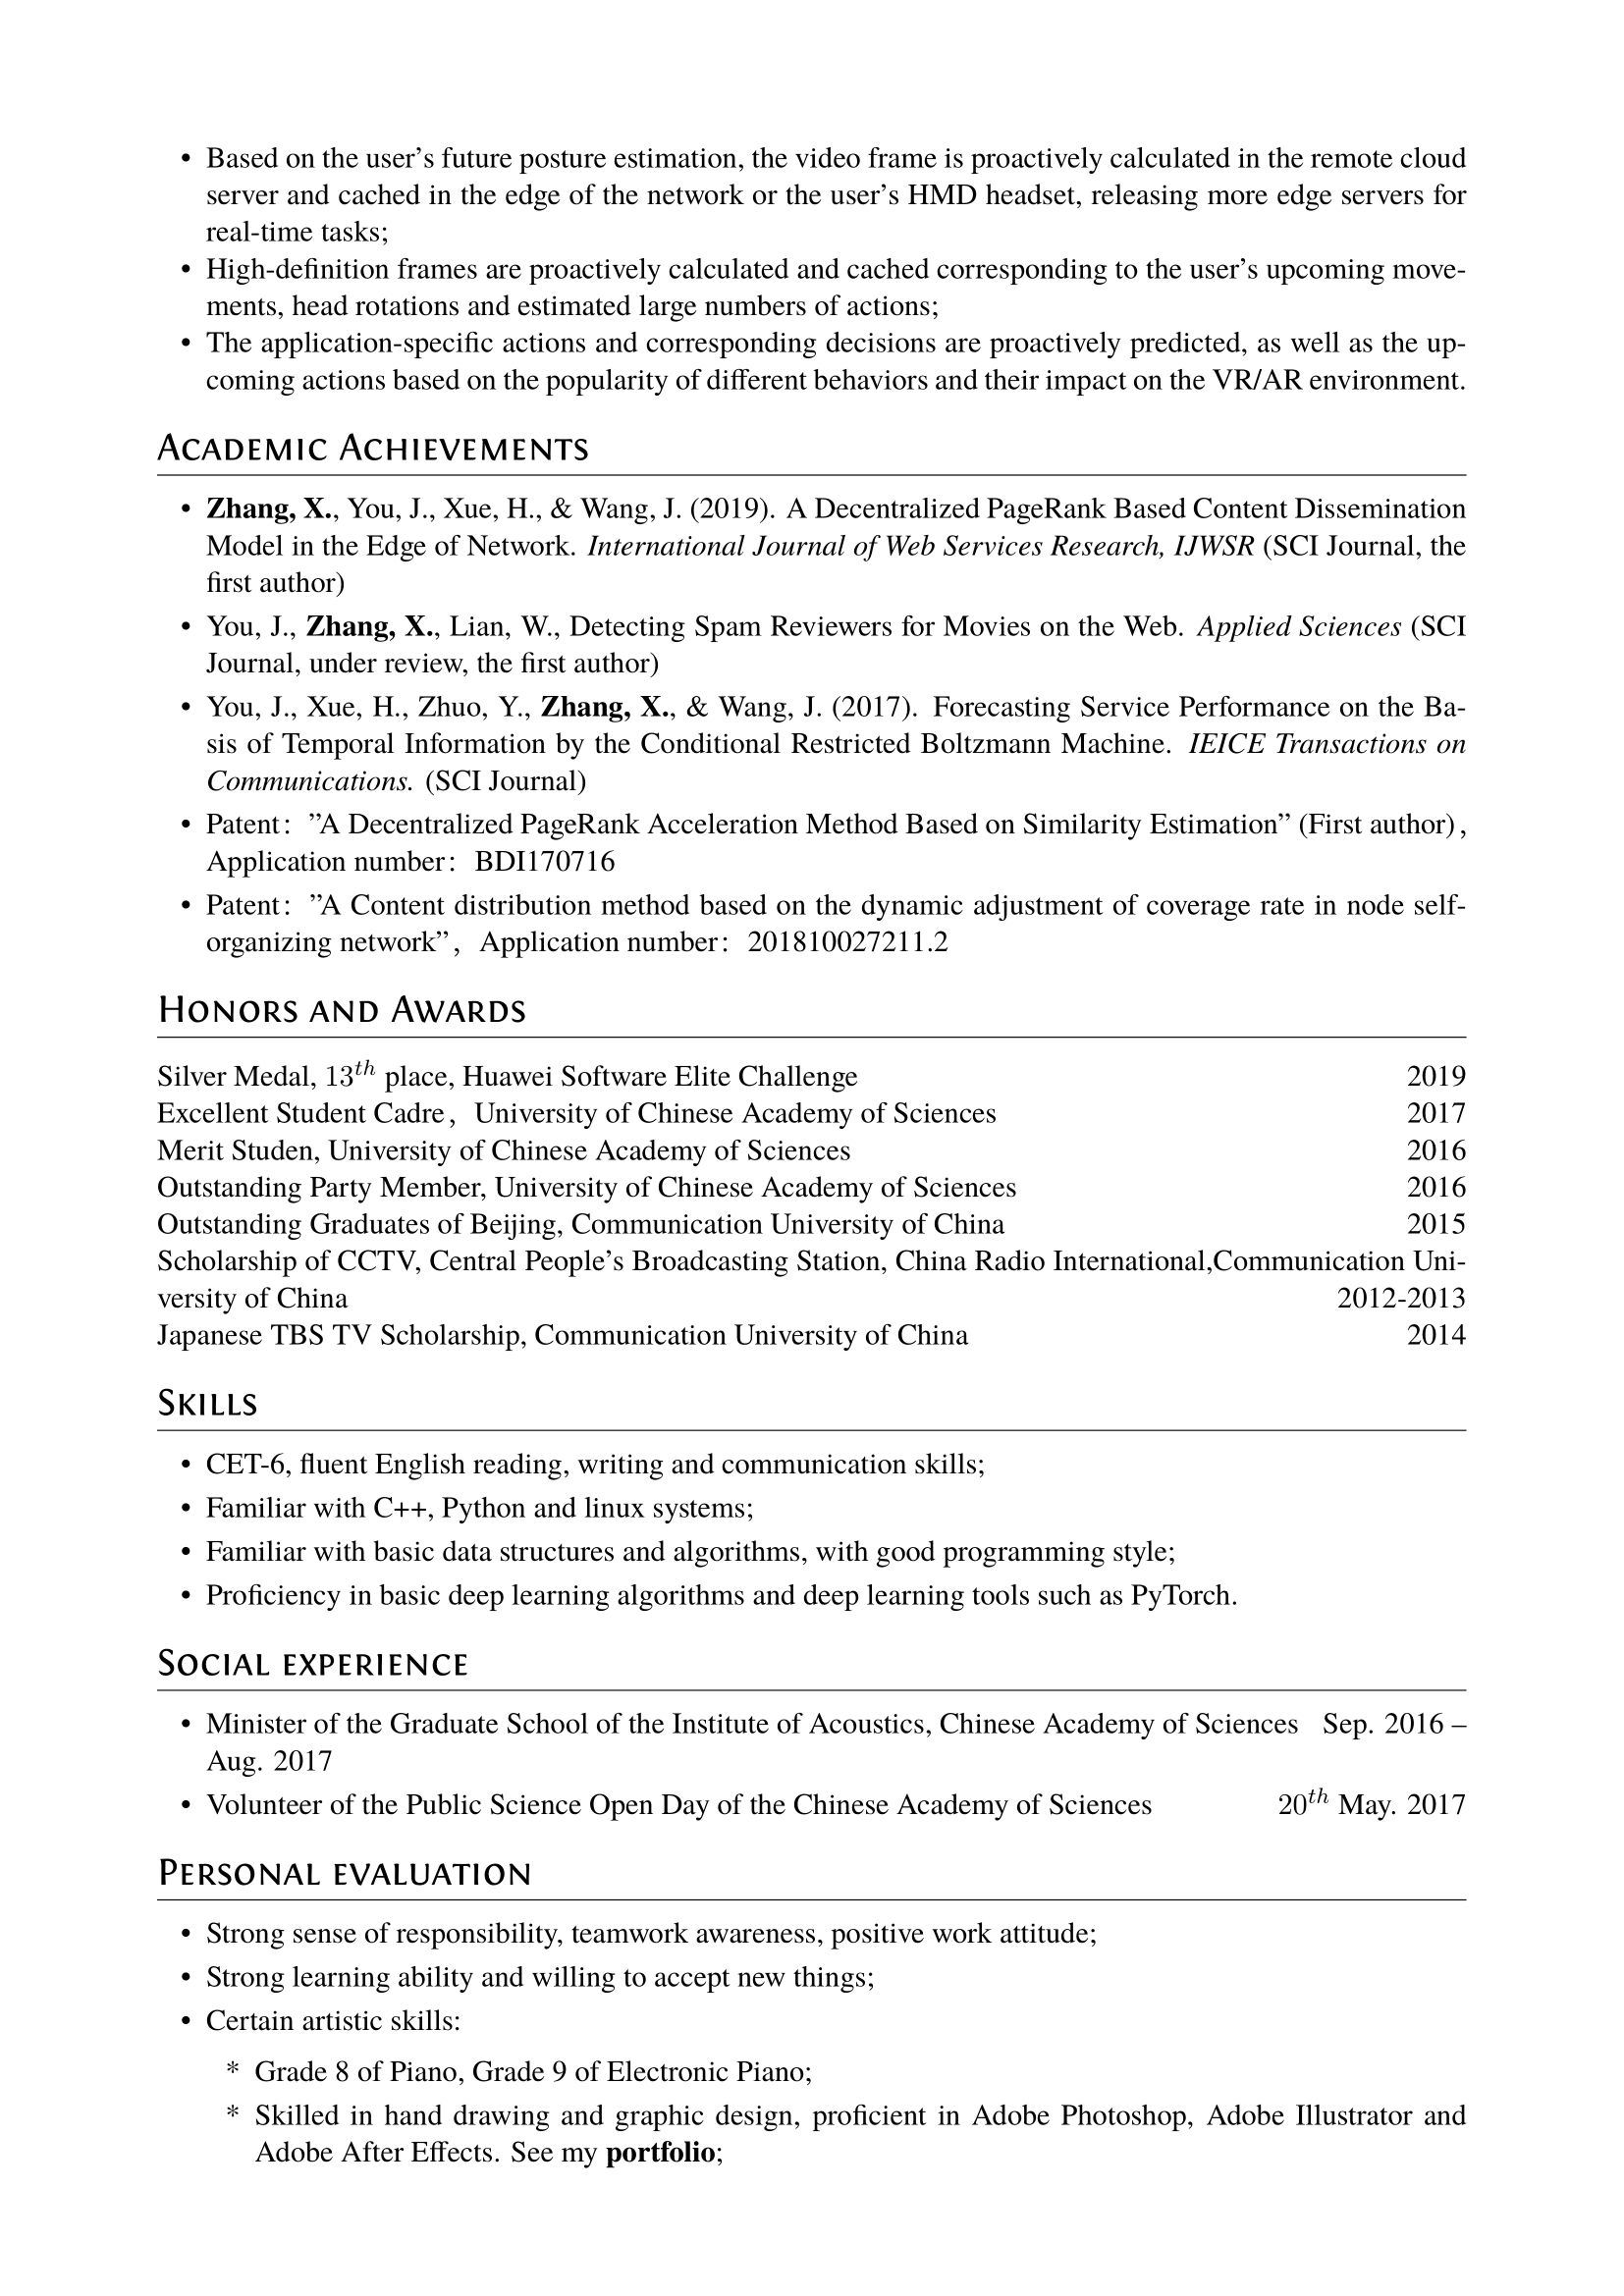 • Based on the user's future posture estimation, the video frame is proactively calculated in the remote cloud
server and cached in the edge of the network or the user's HMD headset, releasing more edge servers for
real-time tasks;
• High-definition frames are proactively calculated and cached corresponding to the user's upcoming move-
ments, head rotations and estimated large numbers of actions;
• The application-specific actions and corresponding decisions are proactively predicted, as well as the up-
coming actions based on the popularity of different behaviors and their impact on the VR/AR environment.
Academic Achievements
• Zhang, X., You, J., Xue, H., & Wang, J. (2019). A Decentralized PageRank Based Content Dissemination
Model in the Edge of Network. International Journal of Web Services Research, IJWSR (SCI Journal, the
first author)
• You, J., Zhang, X., Lian, W., Detecting Spam Reviewers for Movies on the Web. Applied Sciences (SCI
Journal, under review, the first author)
• You, J., Xue, H., Zhuo, Y., Zhang, X., & Wang, J. (2017). Forecasting Service Performance on the Ba-
sis of Temporal Information by the Conditional Restricted Boltzmann Machine. IEICE Transactions on
Communications. (SCI Journal)
• Patent: ”A Decentralized PageRank Acceleration Method Based on Similarity Estimation” (First author),
Application number: BDI170716
• Patent: ”A Content distribution method based on the dynamic adjustment of coverage rate in node self-
organizing network”, Application number: 201810027211.2
Honors and Awards
Silver Medal, 13th place, Huawei Software Elite Challenge 2019
Excellent Student Cadre, University of Chinese Academy of Sciences 2017
Merit Studen, University of Chinese Academy of Sciences 2016
Outstanding Party Member, University of Chinese Academy of Sciences 2016
Outstanding Graduates of Beijing, Communication University of China 2015
Scholarship of CCTV, Central People's Broadcasting Station, China Radio International,Communication Uni-
versity of China 2012-2013
Japanese TBS TV Scholarship, Communication University of China 2014
Skills
• CET-6, fluent English reading, writing and communication skills;
• Familiar with C++, Python and linux systems;
• Familiar with basic data structures and algorithms, with good programming style;
• Proficiency in basic deep learning algorithms and deep learning tools such as PyTorch.
Social experience
• Minister of the Graduate School of the Institute of Acoustics, Chinese Academy of Sciences Sep. 2016 –
Aug. 2017
• Volunteer of the Public Science Open Day of the Chinese Academy of Sciences 20th May. 2017
Personal evaluation
• Strong sense of responsibility, teamwork awareness, positive work attitude;
• Strong learning ability and willing to accept new things;
• Certain artistic skills:
* Grade 8 of Piano, Grade 9 of Electronic Piano;
* Skilled in hand drawing and graphic design, proficient in Adobe Photoshop, Adobe Illustrator and
Adobe After Effects. See my portfolio;